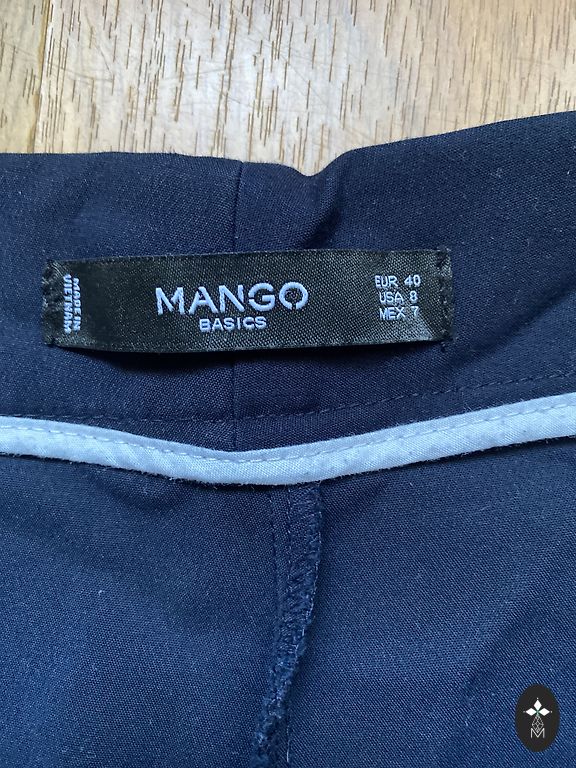 MADE IN
VIETNAM
MANGO
BASICS
EUR 40
USA 8
MEX 7
M